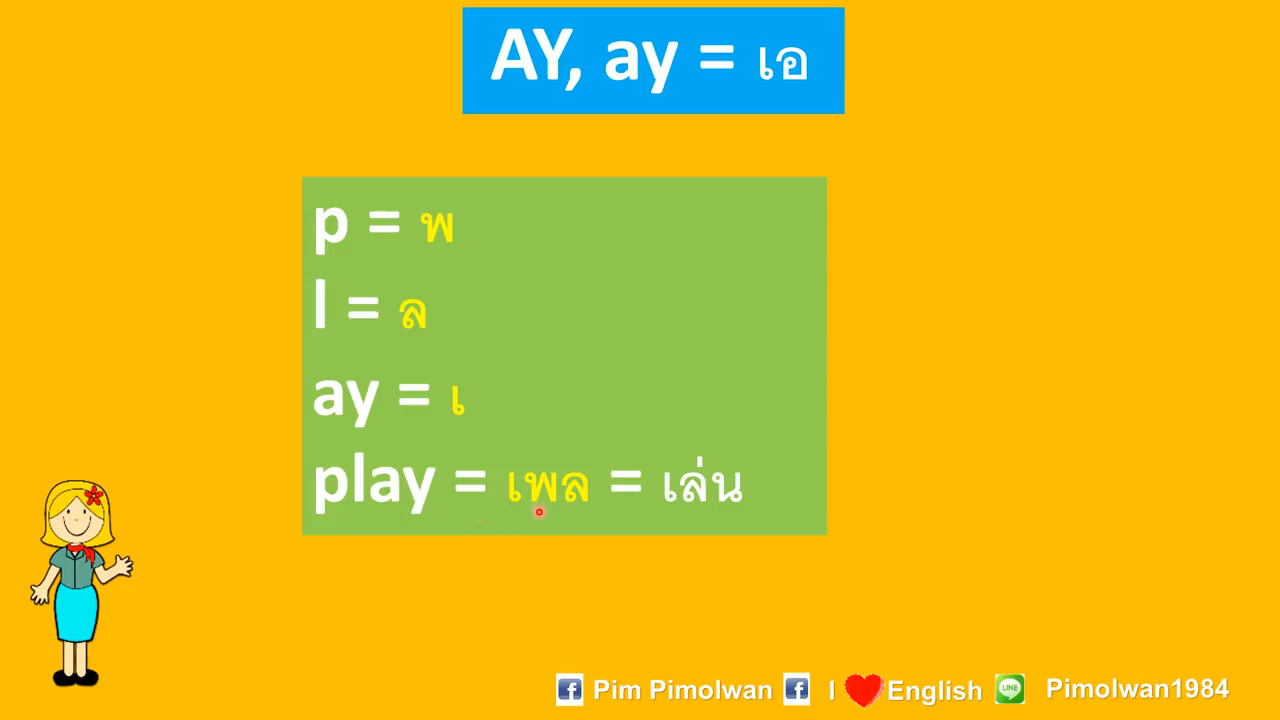 AY, ay = เอ
p = พ
l = ล
ay = เ
play = เพล = เล่น
Pim Pimolwan I English Pimolwan1984